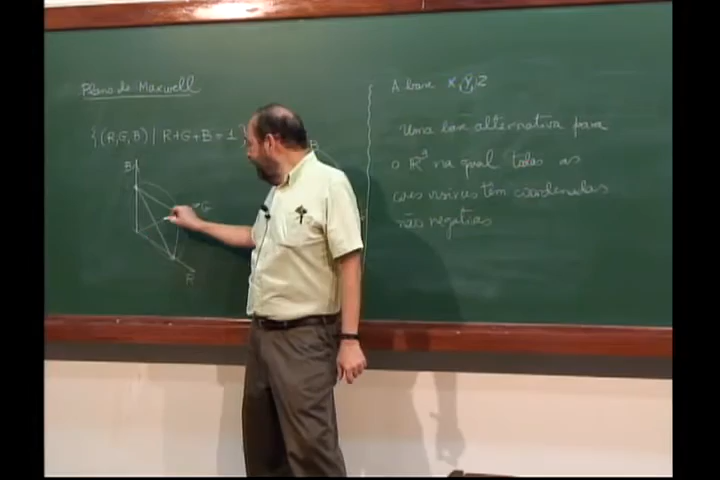 Plano de Maxwell
{(R,G,B) | R+G+B=1}
B
G
R
B
A base X,Y,Z
Uma base alternativa para
o R³ na qual todas as
cores visíveis têm coordenadas
não negativas